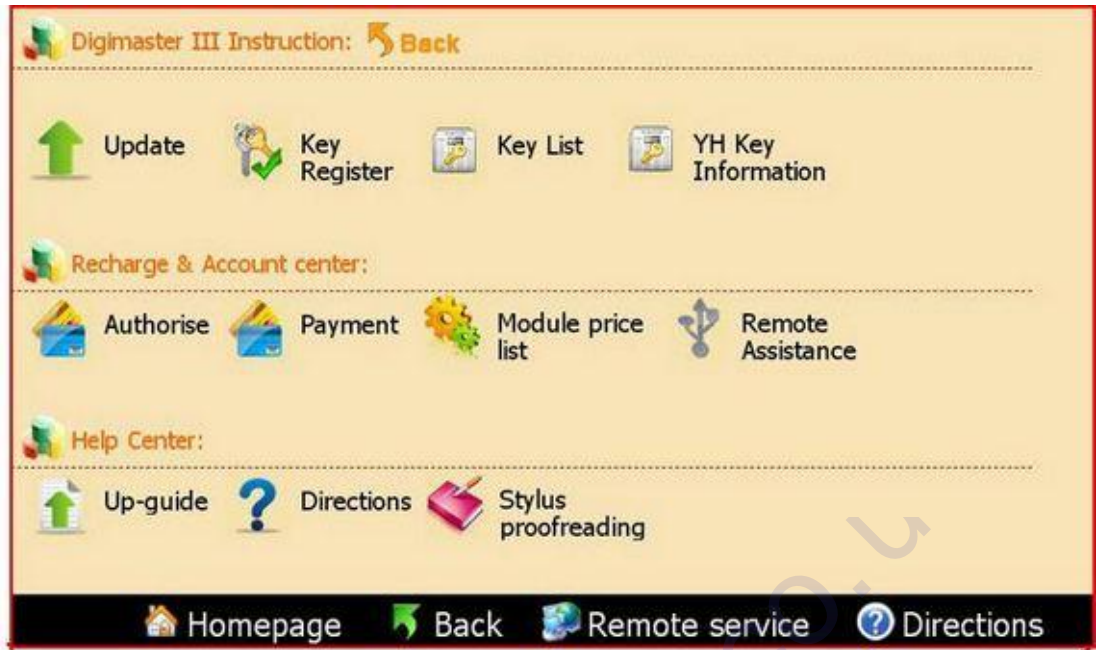 Digimaster III Instruction: Back
Update Key Register Key List YH Key Information
Recharge & Account center:
Authorise Payment Module price list Remote Assistance
Help Center:
Up-guide Directions Stylus proofreading
Homepage Back Remote service Directions